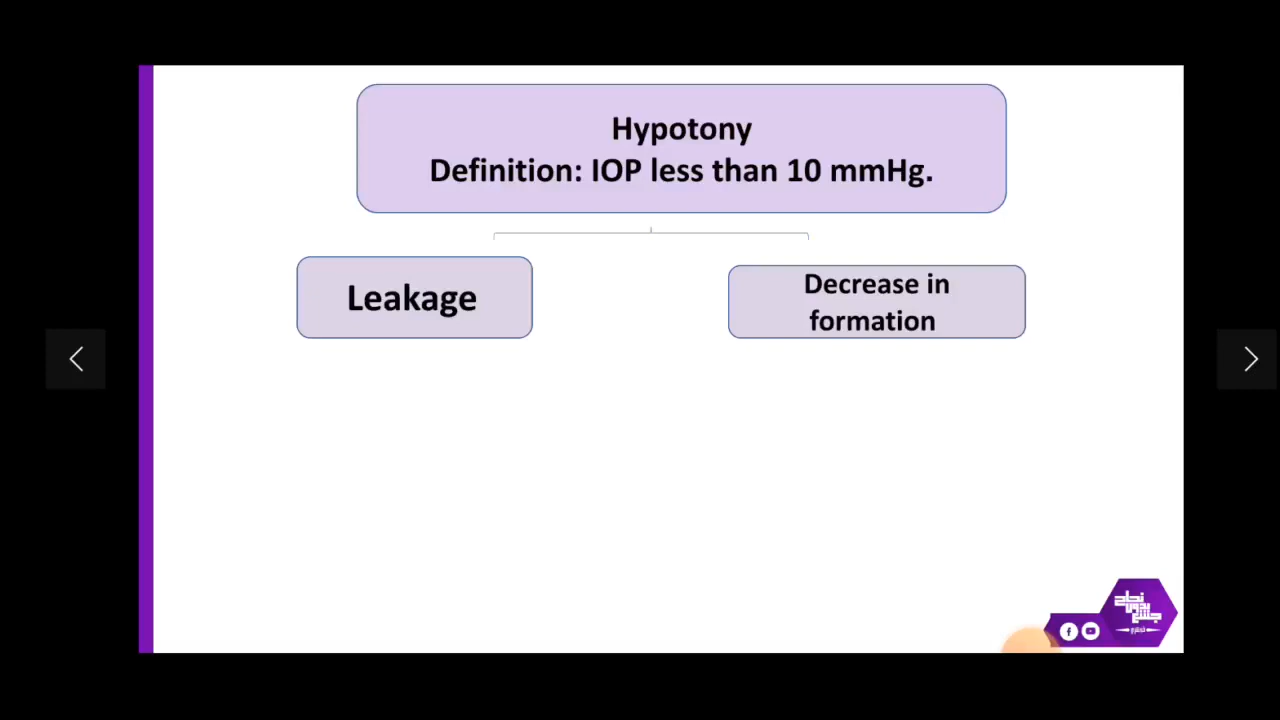 Hypotony
Definition: IOP less than 10 mmHg.
Leakage
Decrease in
formation